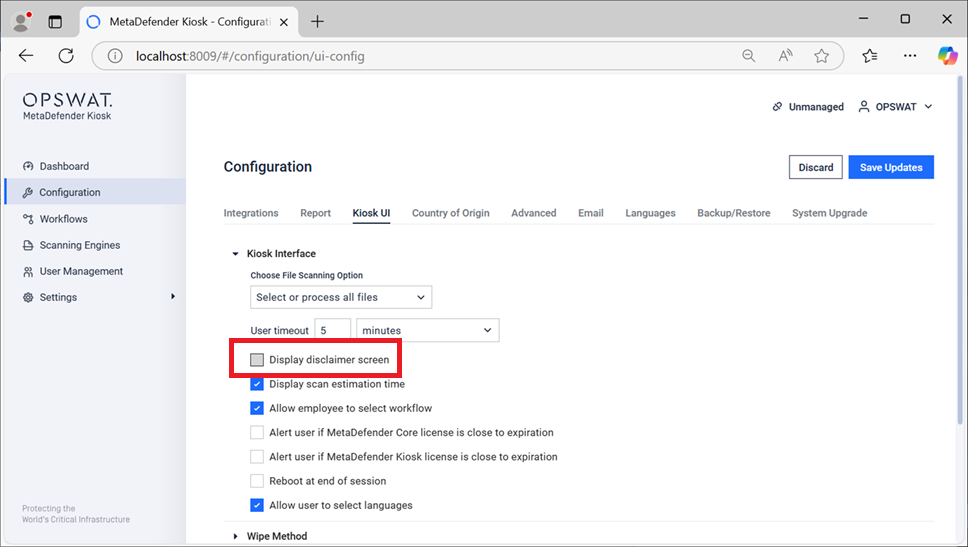 MetaDefender Kiosk - Configurati
localhost:8009/#/configuration/ui-config
OPSWAT.
MetaDefender Kiosk
Unmanaged
OPSWAT
Dashboard
Configuration
Workflows
Scanning Engines
User Management
Settings
Configuration
Discard
Save Updates
Integrations Report Kiosk UI Country of Origin Advanced Email Languages Backup/Restore System Upgrade
Kiosk Interface
Choose File Scanning Option
Select or process all files
User timeout 5 minutes
Display disclaimer screen
Display scan estimation time
Allow employee to select workflow
Alert user if MetaDefender Core license is close to expiration
Alert user if MetaDefender Kiosk license is close to expiration
Reboot at end of session
Allow user to select languages
Wipe Method
Protecting the
World's Critical Infrastructure